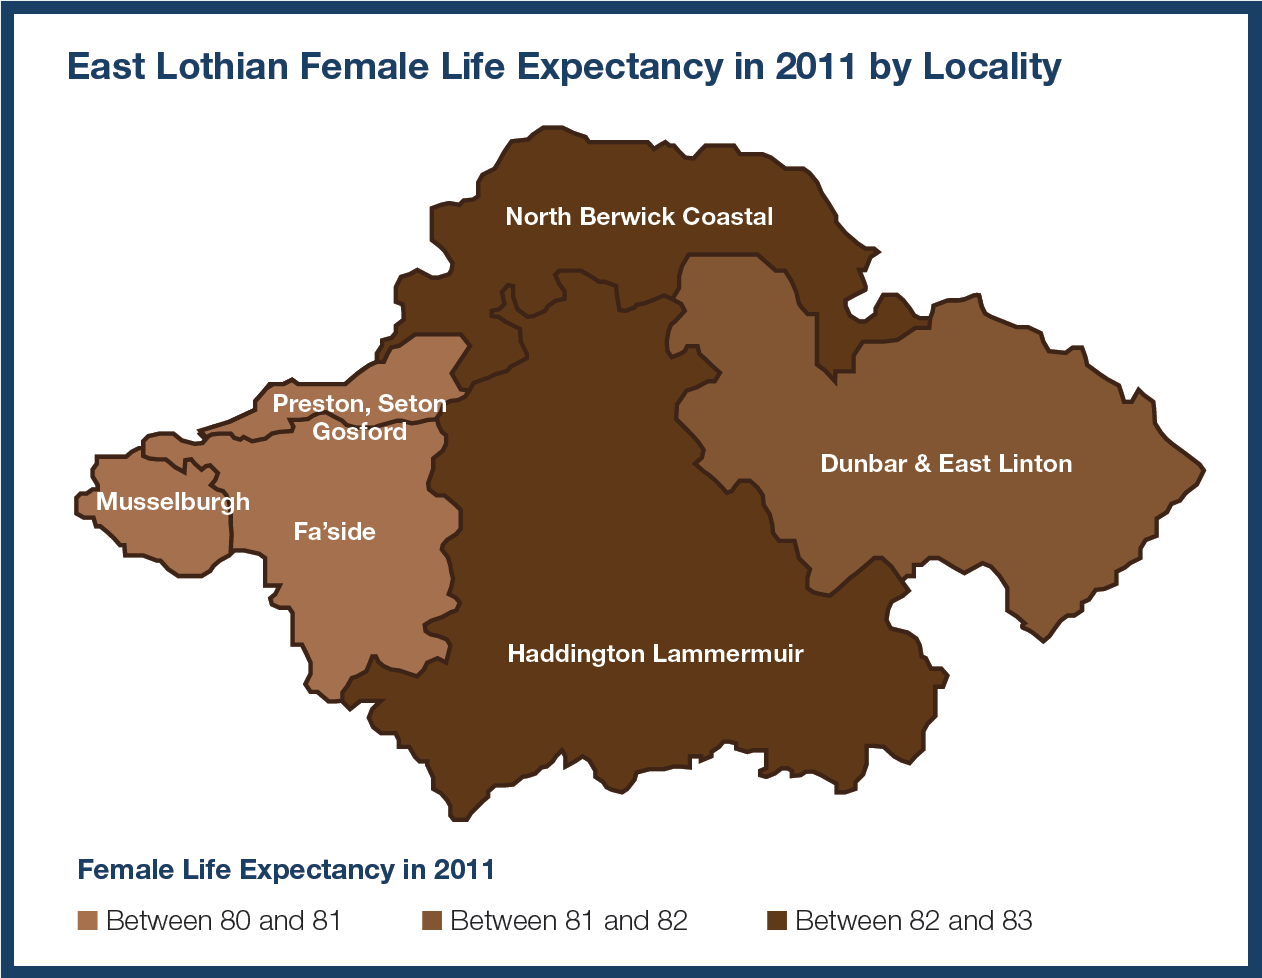 East Lothian Female Life Expectancy in 2011 by Locality
North Berwick Coastal
Preston, Seton
Gosford
Dunbar & East Linton
Musselburgh
Fa’side
Haddington Lammermuir
Female Life Expectancy in 2011
Between 80 and 81
Between 81 and 82
Between 82 and 83